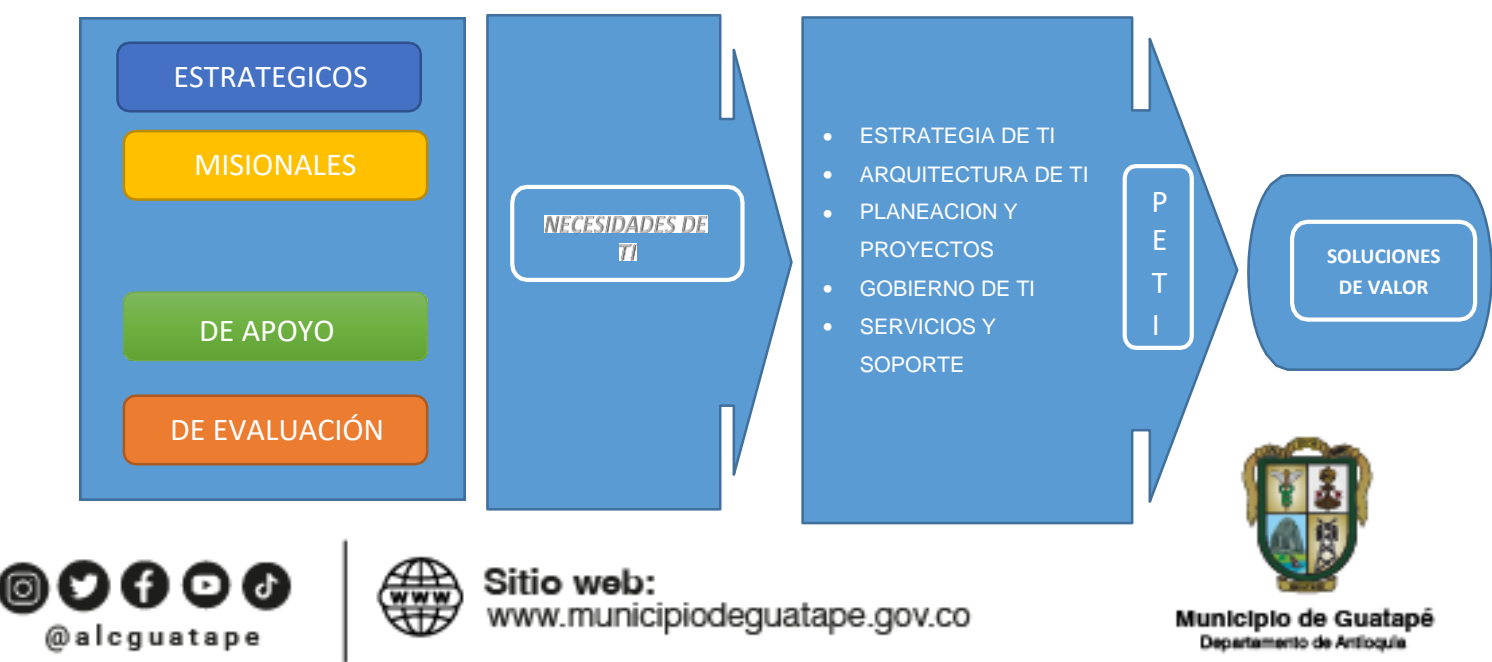 ESTRATEGICOS
MISIONALES
DE APOYO
DE EVALUACIÓN
NECESIDADES DE
TI
• ESTRATEGIA DE TI
• ARQUITECTURA DE TI
• PLANEACION Y
PROYECTOS
• GOBIERNO DE TI
• SERVICIOS Y
SOPORTE
P
E
T
I
SOLUCIONES
DE VALOR
@alcguatape
www
Sitio web:
www.municipiodeguatape.gov.co
Municipio de Guatapé
Departamento de Antioquia